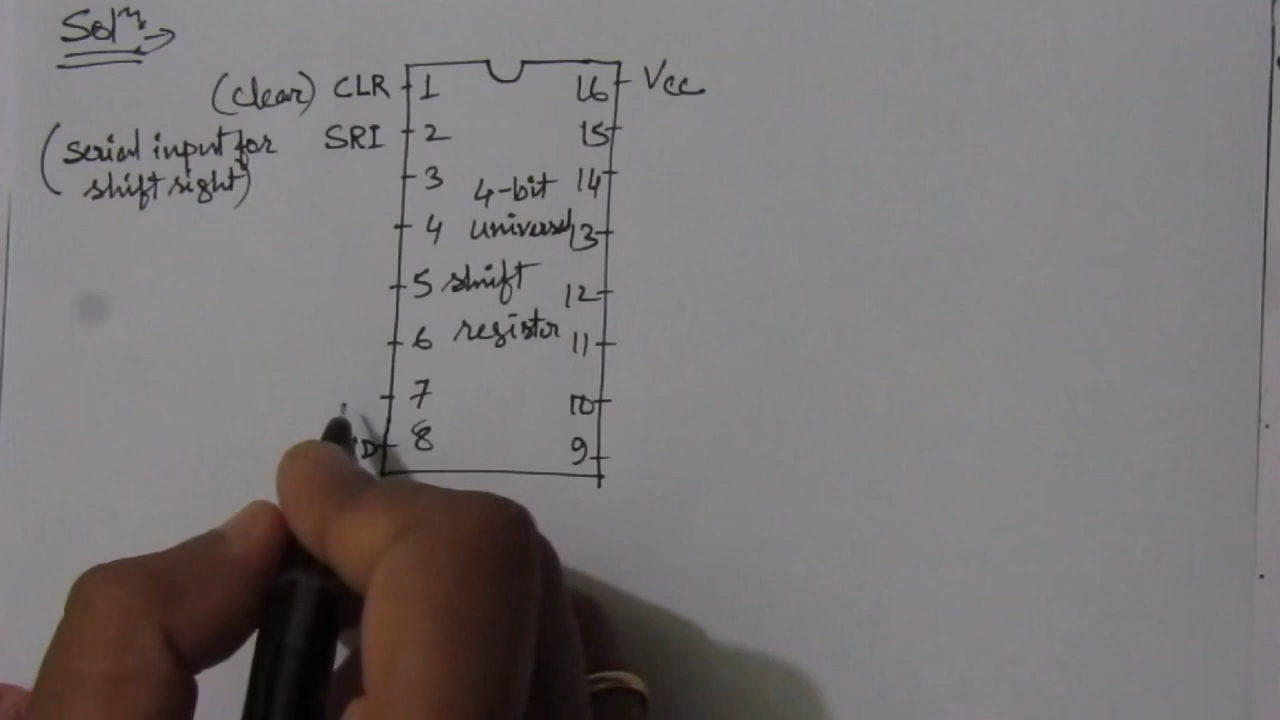 Solⁿ
(clear) CLR 1 16 Vcc
(serial input for SRI 2 15
shift right)
3 4-bit 14
4 universal 13
5 shift 12
6 registor 11
7 10
8 9